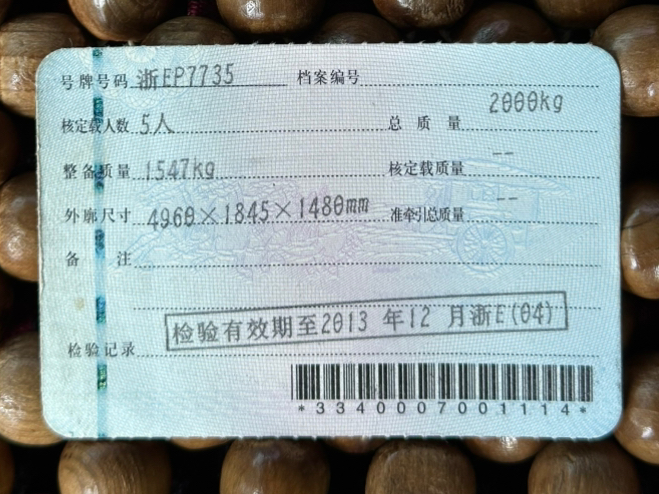 号牌号码 浙EP7735 档案编号
核定载人数 5人 总质量 2000kg
整备质量 1547kg 核定载质量 --
外廓尺寸 4960×1845×1480mm 准牵引总质量 --
备注
检验有效期至2013 年12 月浙E(04)
检验记录
*3340007001114*